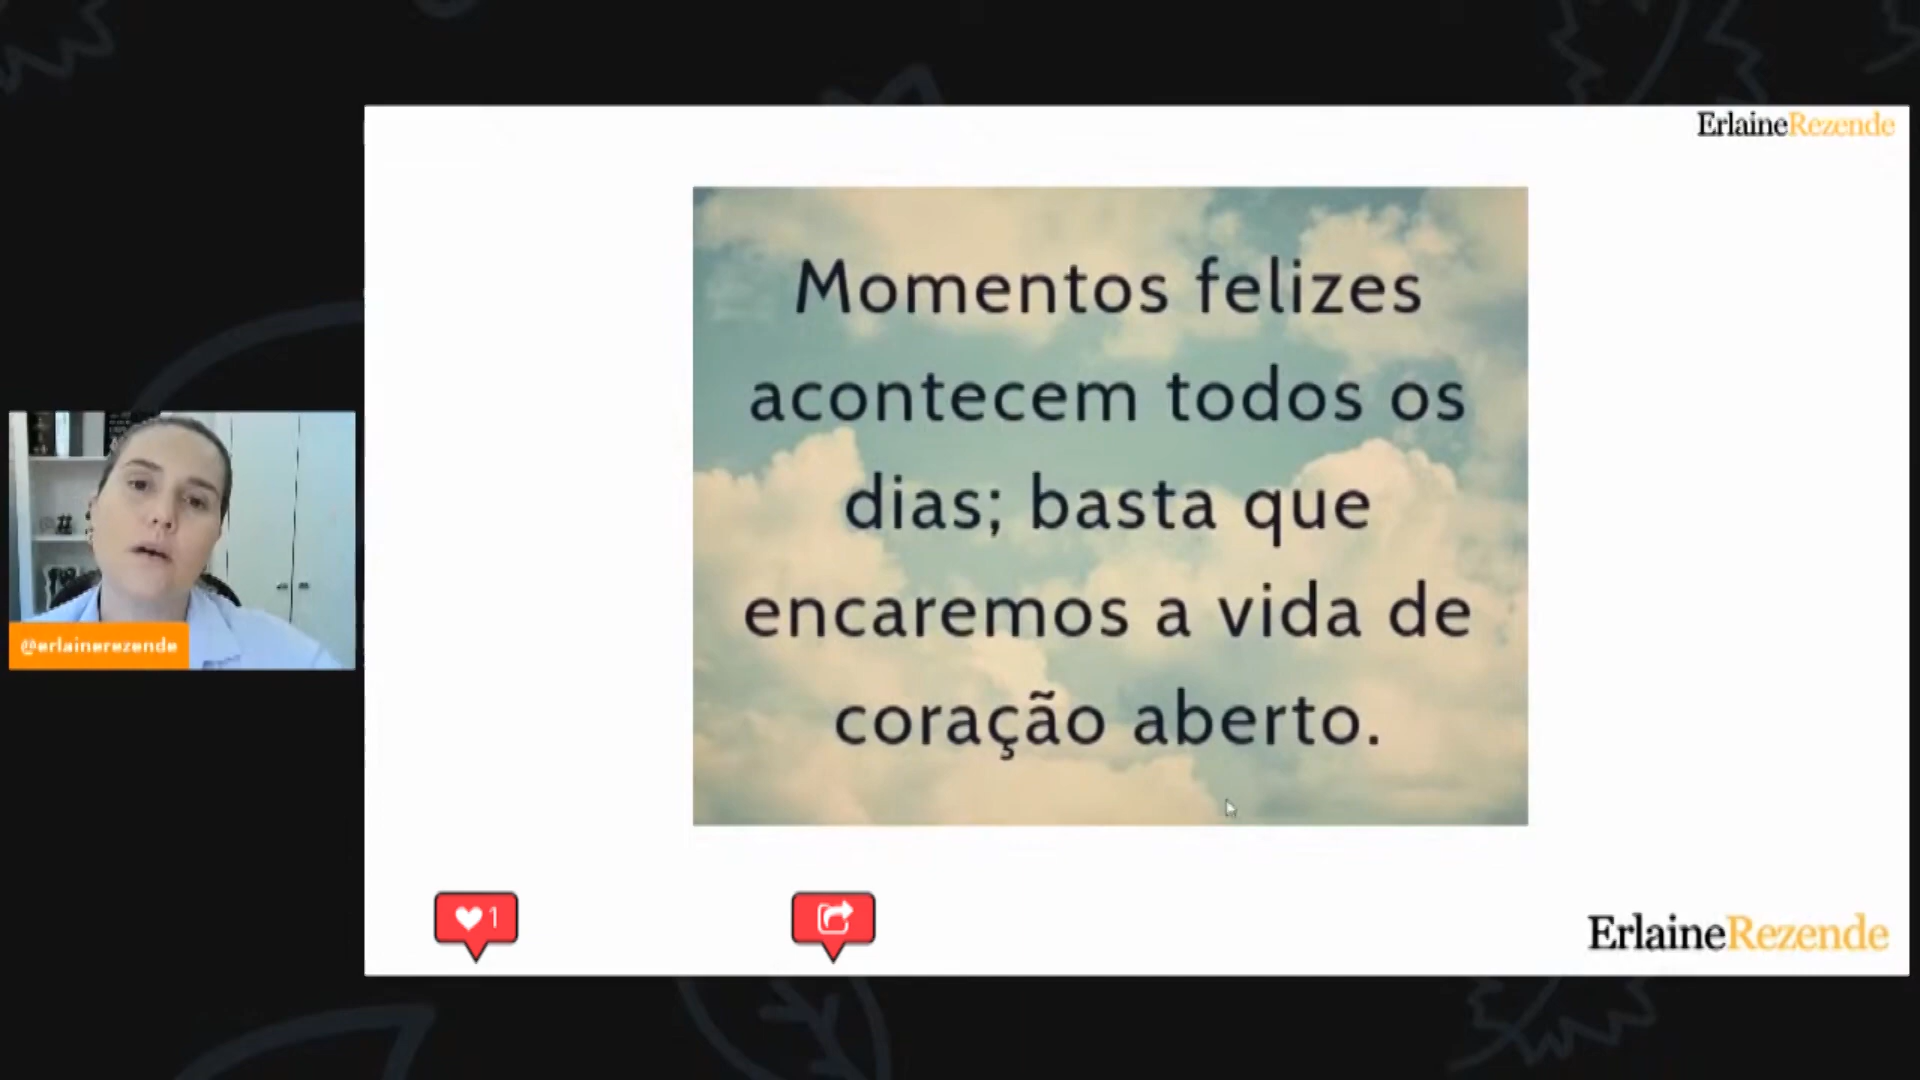 ErlaineRezende
Momentos felizes
acontecem todos os
dias; basta que
encaremos a vida de
coração aberto.
@erlainerezende
1
ErlaineRezende